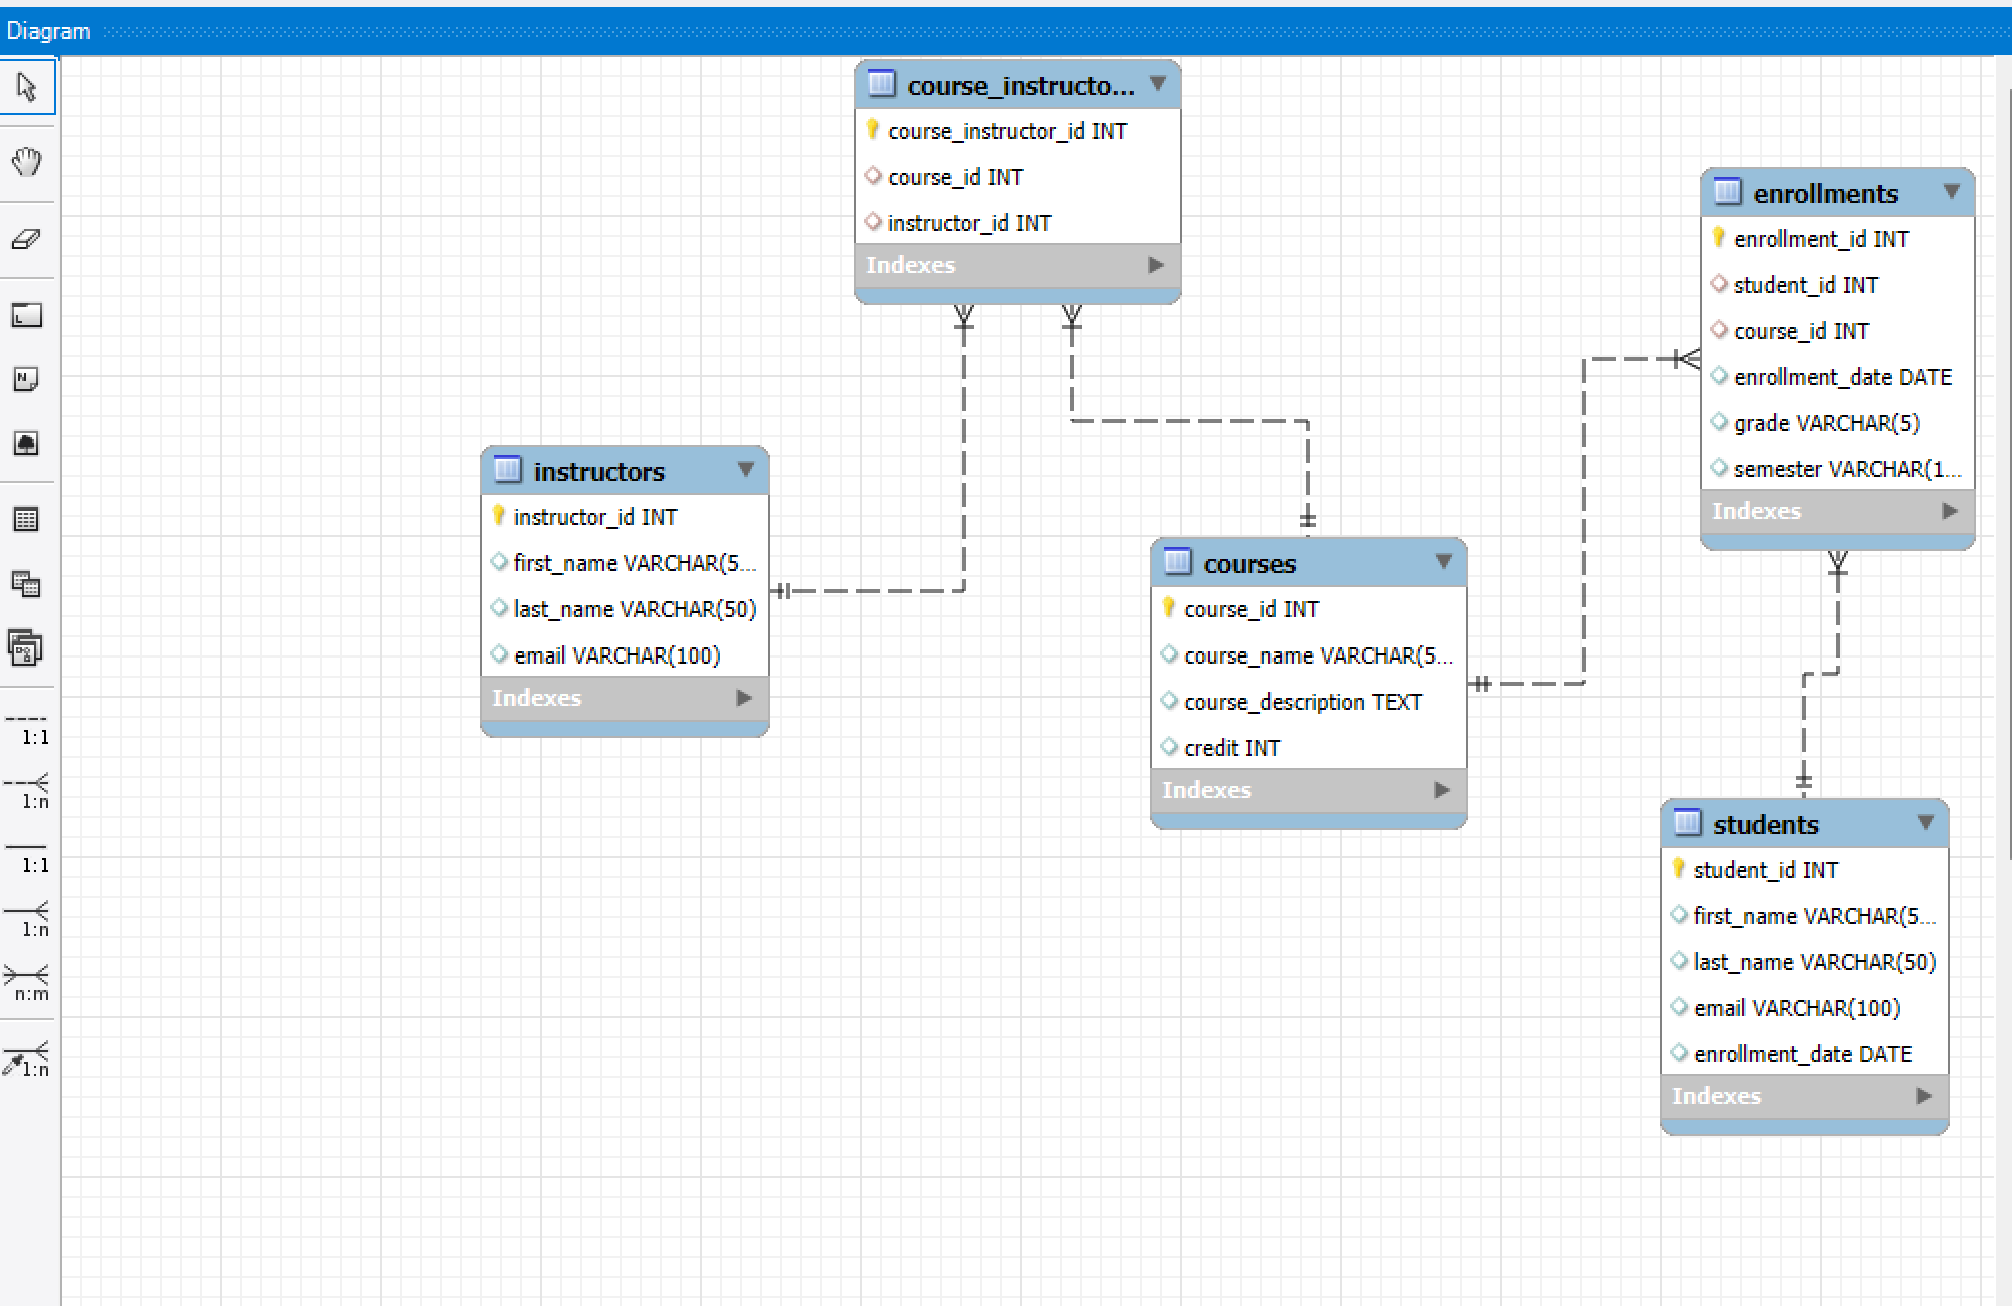 Diagram
course_instructo...
course_instructor_id INT
course_id INT
instructor_id INT
Indexes
enrollments
enrollment_id INT
student_id INT
course_id INT
enrollment_date DATE
grade VARCHAR(5)
semester VARCHAR(1...
Indexes
instructors
instructor_id INT
first_name VARCHAR(5...
last_name VARCHAR(50)
email VARCHAR(100)
Indexes
courses
course_id INT
course_name VARCHAR(5...
course_description TEXT
credit INT
Indexes
students
student_id INT
first_name VARCHAR(5...
last_name VARCHAR(50)
email VARCHAR(100)
enrollment_date DATE
Indexes
L
N
1:1
1:n
1:1
1:n
n:m
1:n